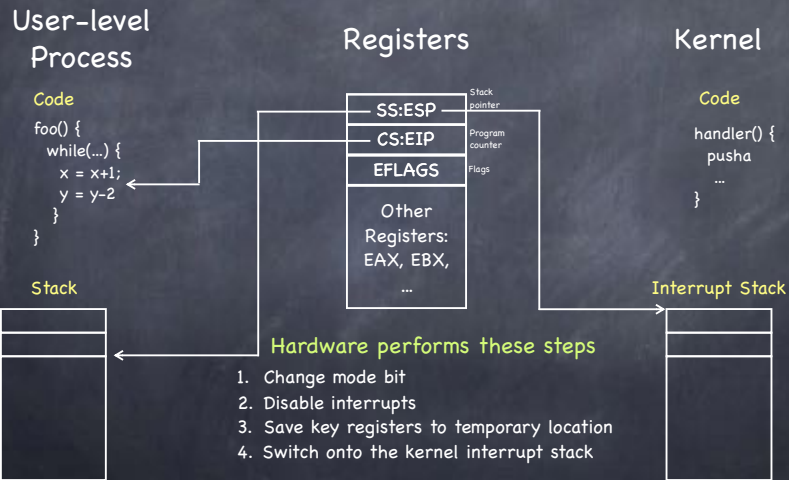 User-level
Process
Registers
Kernel
Code
foo() {
while(...) {
x = x+1;
y = y-2
}
}
Stack
SS:ESP
Stack
pointer
CS:EIP
Program
counter
EFLAGS
Flags
Other
Registers:
EAX, EBX,
...
Code
handler() {
pusha
...
}
Interrupt Stack
Hardware performs these steps
1. Change mode bit
2. Disable interrupts
3. Save key registers to temporary location
4. Switch onto the kernel interrupt stack